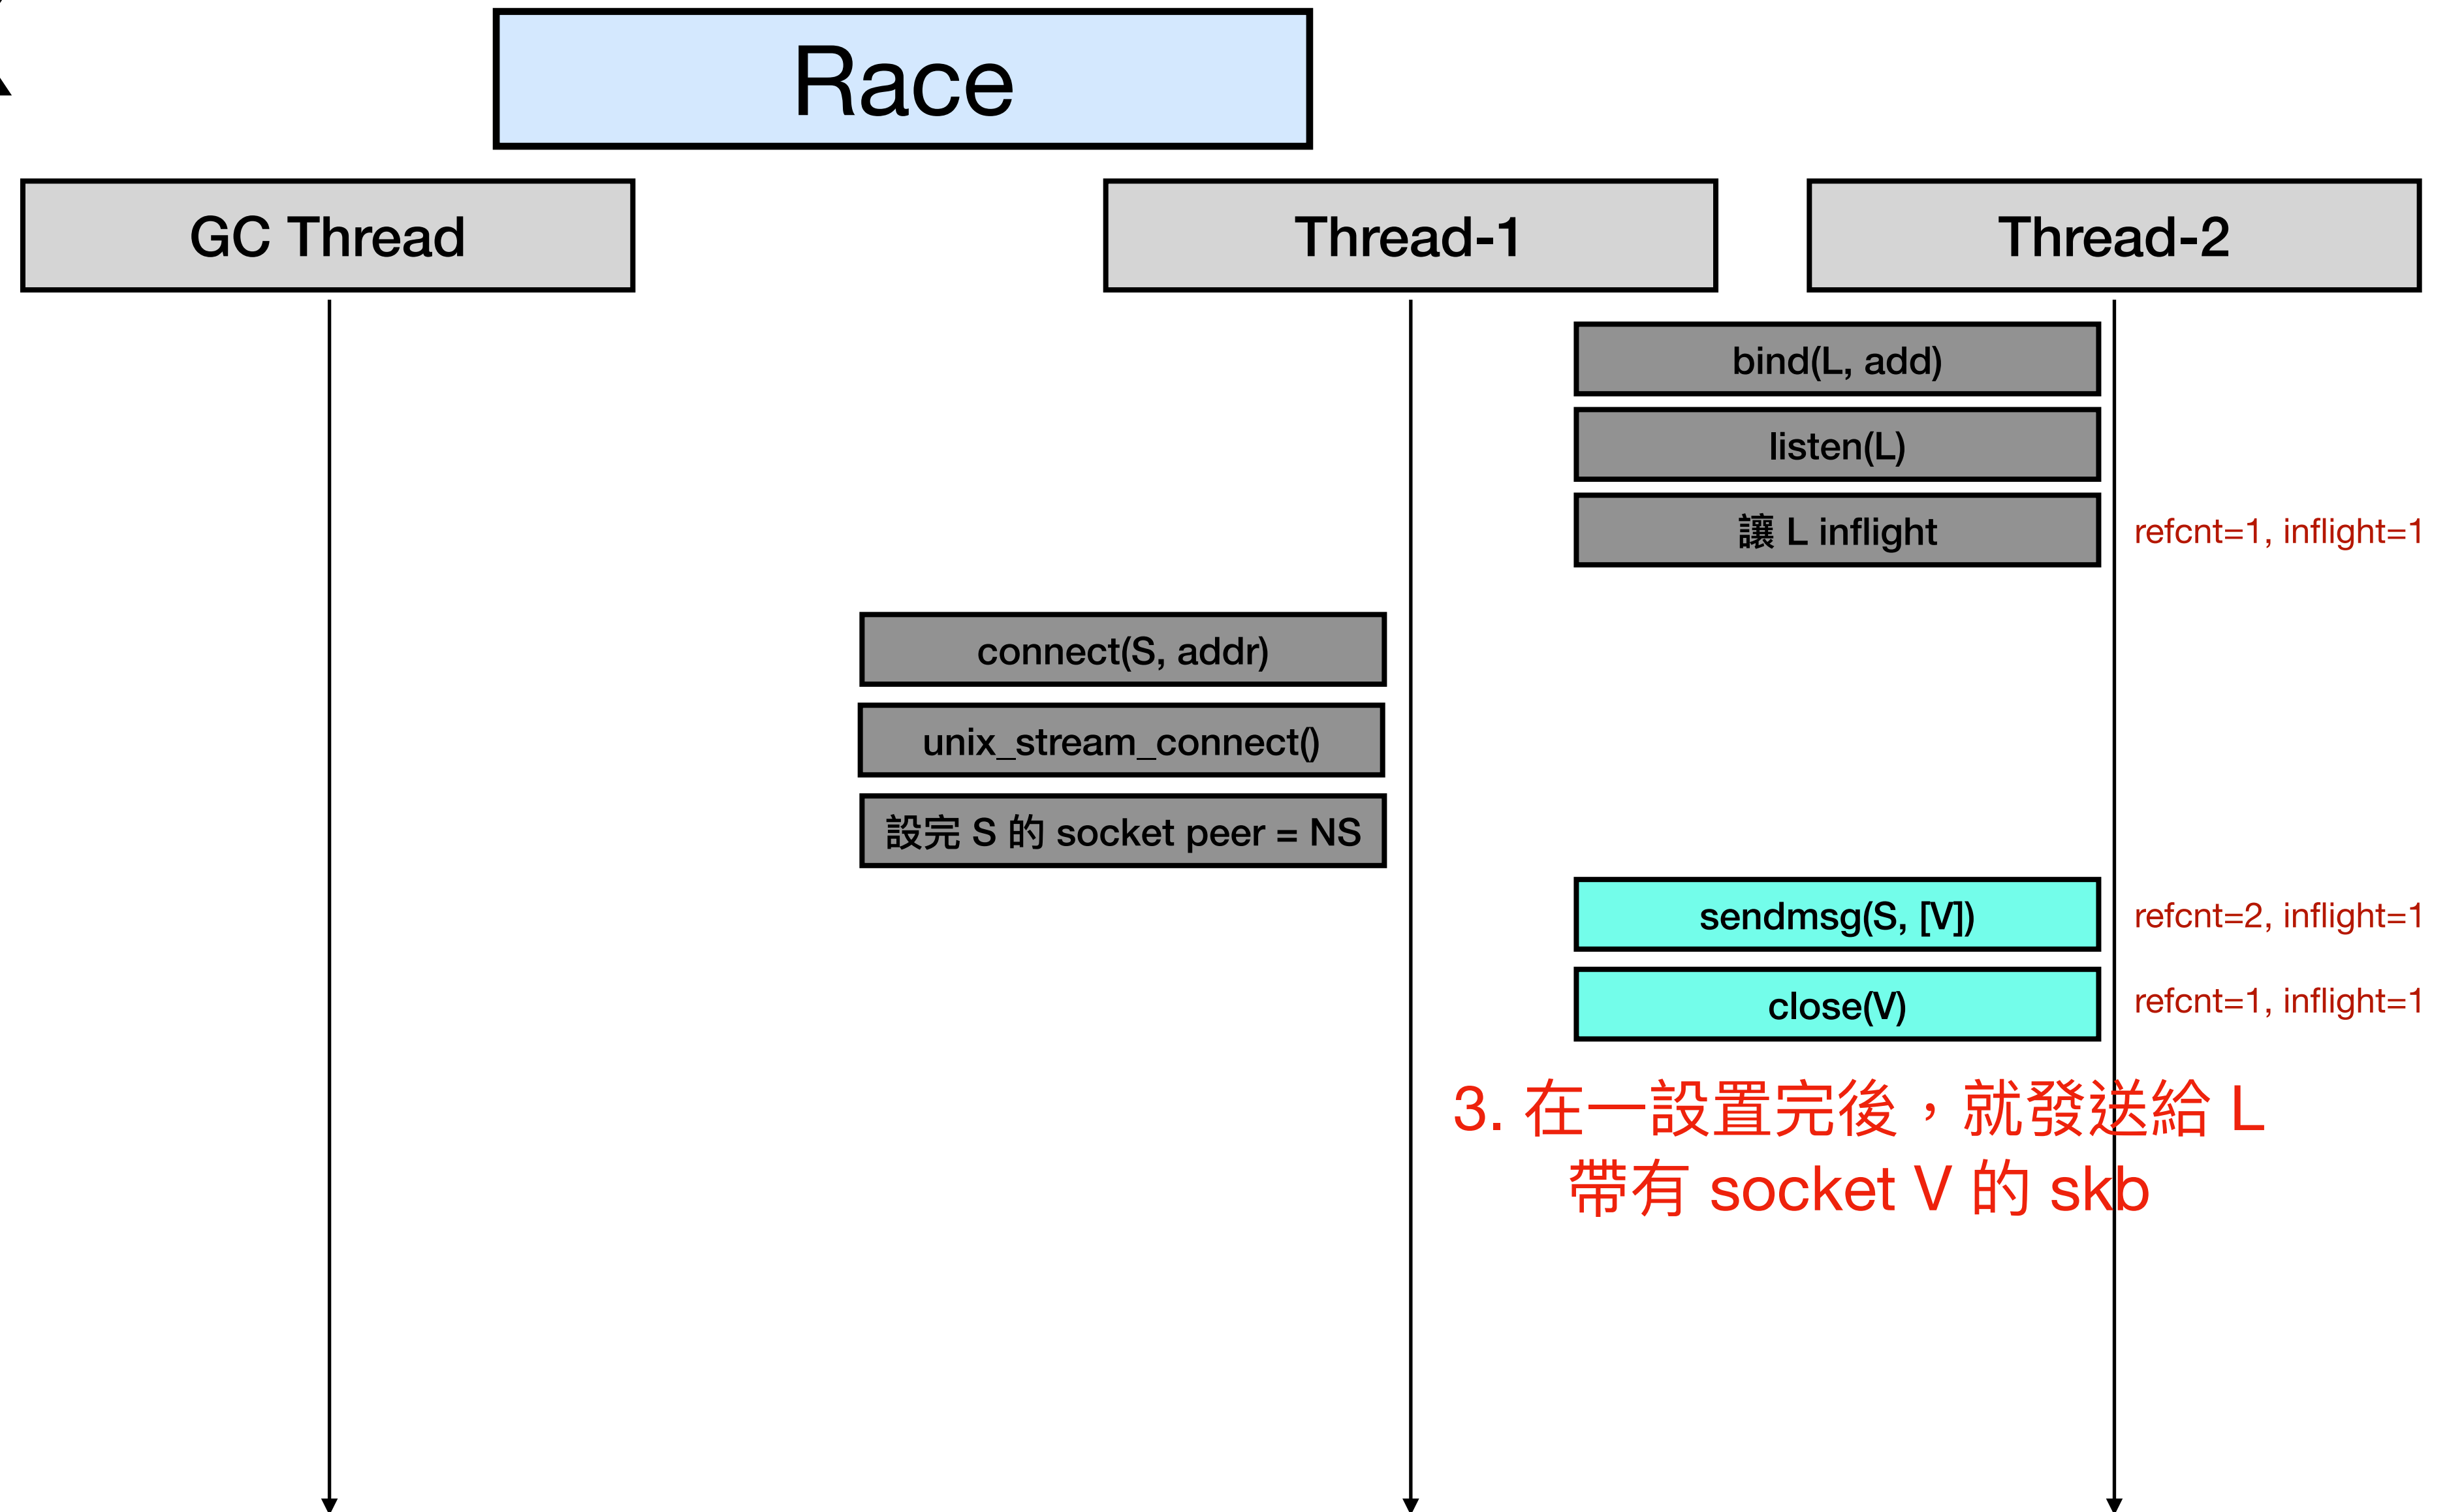 Race
GC Thread
Thread-1
Thread-2
bind(L, add)
listen(L)
讓 L inflight
refcnt=1, inflight=1
connect(S, addr)
unix_stream_connect()
設完 S 的 socket peer = NS
sendmsg(S, [V])
refcnt=2, inflight=1
close(V)
refcnt=1, inflight=1
3. 在一設置完後，就發送給 L
帶有 socket V 的 skb